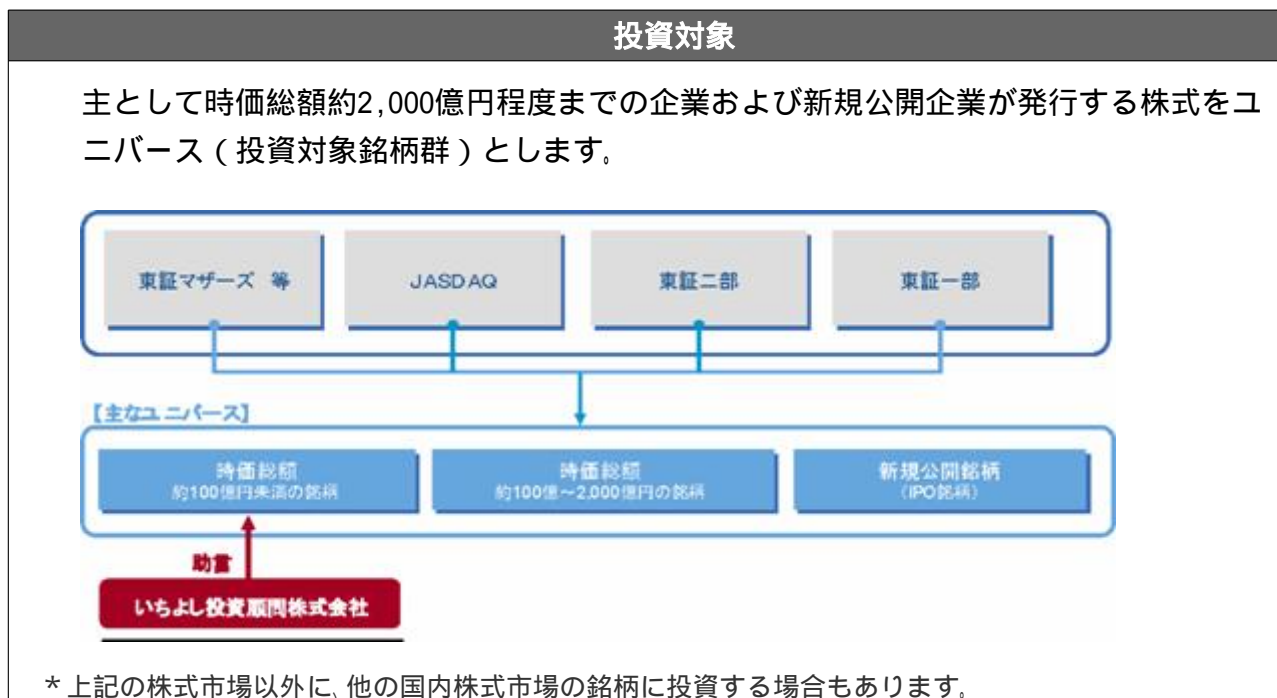 投資対象
主として時価総額約2,000億円程度までの企業および新規公開企業が発行する株式をユ
ニバース（投資対象銘柄群）とします。
東証マザーズ 等
JASDAQ
東証二部
東証一部
【主なユニバース】
時価総額
約100億円未満の銘柄
時価総額
約100億～2,000億円の銘柄
新規公開銘柄
（IPO銘柄）
助言
いちよし投資顧問株式会社
＊上記の株式市場以外に、他の国内株式市場の銘柄に投資する場合もあります。